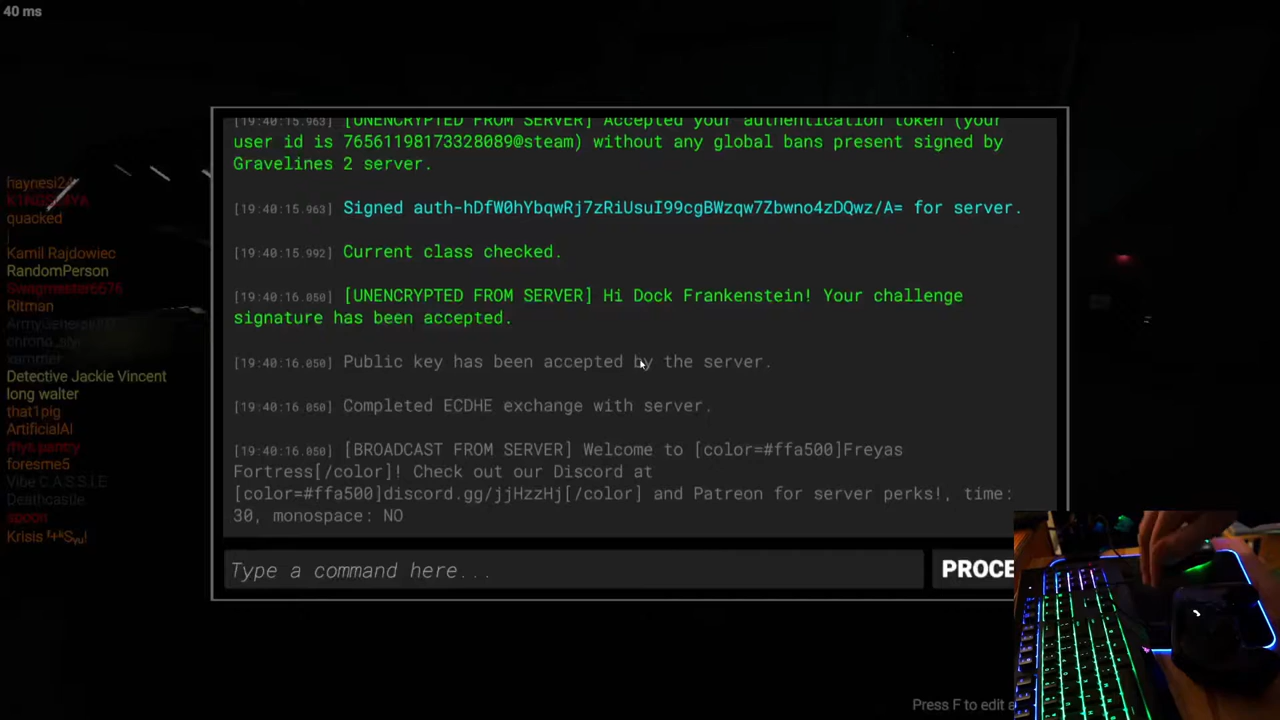 40 ms
[19:40:15.963] [UNENCRYPTED FROM SERVER] Accepted your authentication token (your
user id is 76561198173328089@steam) without any global bans present signed by
Gravelines 2 server.
[19:40:15.963] Signed auth-hDfW0hYbqwRj7zRiUsuI99cgBWzqw7Zbwno4zDQwz/A= for server.
[19:40:15.992] Current class checked.
[19:40:16.050] [UNENCRYPTED FROM SERVER] Hi Dock Frankenstein! Your challenge
signature has been accepted.
[19:40:16.050] Public key has been accepted by the server.
[19:40:16.050] Completed ECDHE exchange with server.
[19:40:16.050] [BROADCAST FROM SERVER] Welcome to [color=#ffa500]Freyas
Fortress[/color]! Check out our Discord at
[color=#ffa500]discord.gg/jjHzzHj[/color] and Patreon for server perks!, time:
30, monospace: NO
Type a command here...
PROCE
haynesi24
quacked
Kamil Rajdowiec
RandomPerson
Swagmeister6676
Ritman
Detective Jackie Vincent
long walter
that1pig
ArtificialAI
rhys.pantry
foresme5
Vibe C.A.S.S.I.E
Deathcastle
spoon
Krisis
Press F to edit a